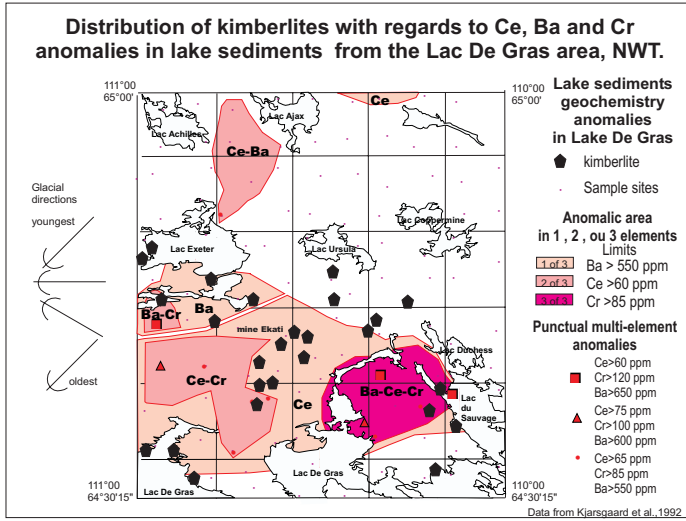 Distribution of kimberlites with regards to Ce, Ba and Cr
anomalies in lake sediments from the Lac De Gras area, NWT.
111°00
65°00'
110°00
65°00'
Ce
Lac Ajax
Lac Achilles
Ce-Ba
Lac Coppermine
Lac Exeter
Lac Ursula
Ba
Ba-Cr
mine Ekati
Lac Duchess
Ce-Cr
Ba-Ce-Cr
Ce
Lac
du
Sauvage
Lac De Gras
Lac De Gras
111°00
64°30'15"
110°00
64°30'15"
Glacial
directions
youngest
oldest
Lake sediments
geochemistry
anomalies
in Lake De Gras
kimberlite
Sample sites
Anomalic area
in 1 , 2 , ou 3 elements
Limits
1 of 3 Ba > 550 ppm
2 of 3 Ce >60 ppm
3 of 3 Cr >85 ppm
Punctual multi-element
anomalies
Ce>60 ppm
Cr>120 ppm
Ba>650 ppm
Ce>75 ppm
Cr>100 ppm
Ba>600 ppm
Ce>65 ppm
Cr>85 ppm
Ba>550 ppm
Data from Kjarsgaard et al.,1992